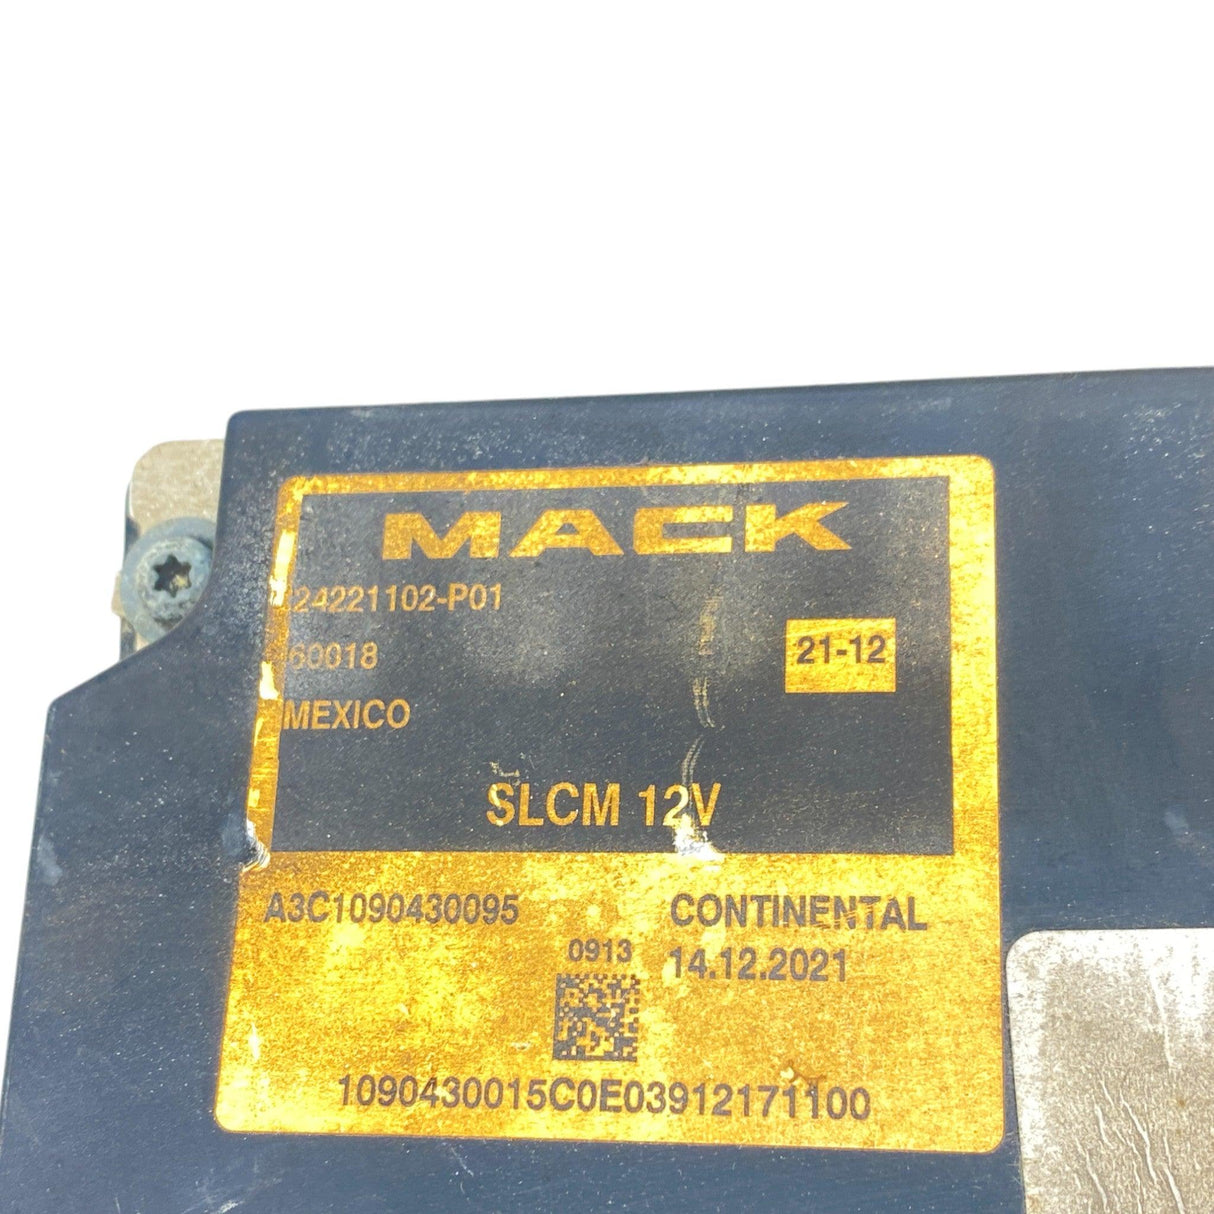 MACK
24221102-P01
60018
21-12
MEXICO
SLCM 12V
A3C1090430095
CONTINENTAL
0913
14.12.2021
1090430015C0E03912171100